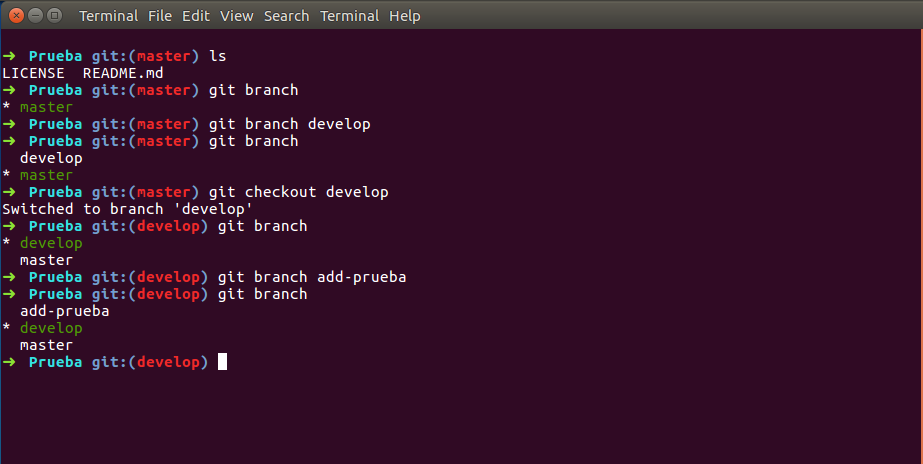 Terminal File Edit View Search Terminal Help
➜ Prueba git:(master) ls
LICENSE  README.md
➜ Prueba git:(master) git branch
* master
➜ Prueba git:(master) git branch develop
➜ Prueba git:(master) git branch
  develop
* master
➜ Prueba git:(master) git checkout develop
Switched to branch 'develop'
➜ Prueba git:(develop) git branch
* develop
  master
➜ Prueba git:(develop) git branch add-prueba
➜ Prueba git:(develop) git branch
  add-prueba
* develop
  master
➜ Prueba git:(develop)